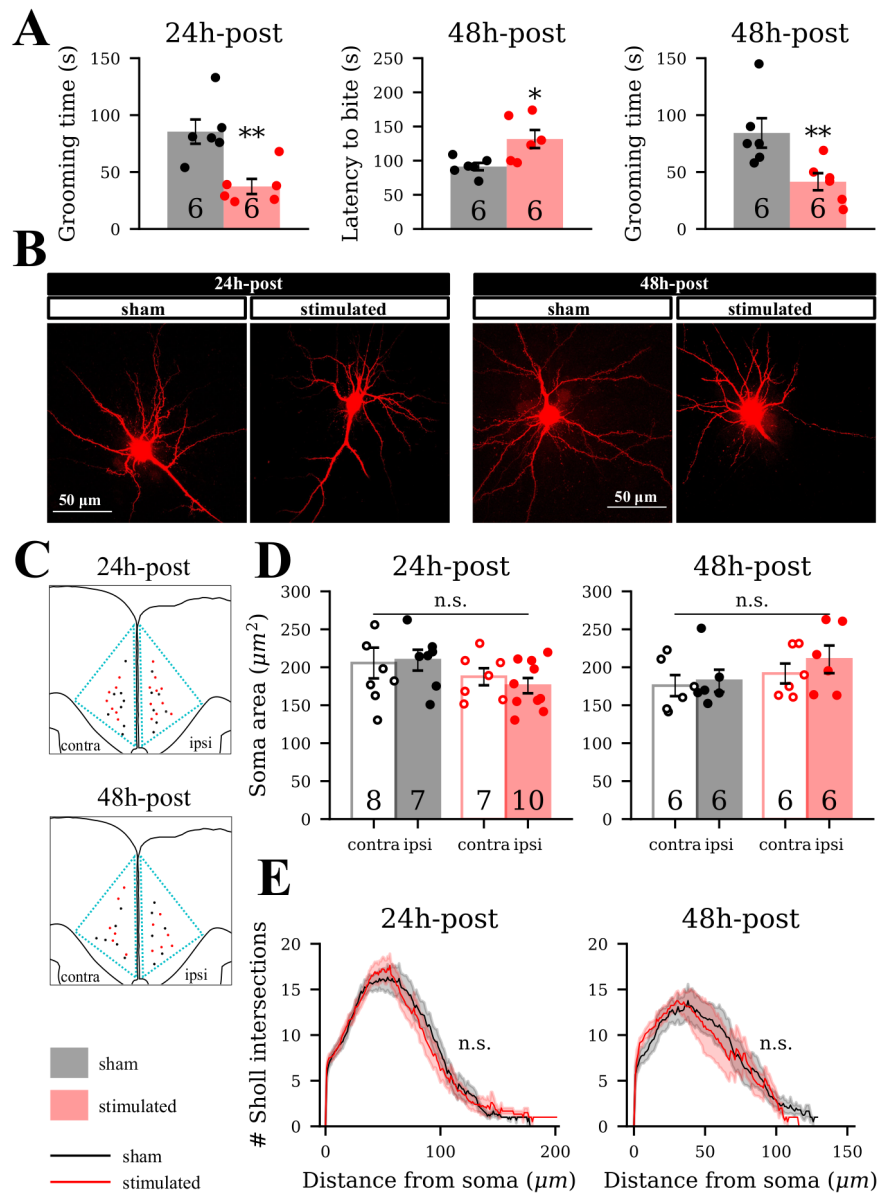 A
24h-post
Grooming time (s)
150
100
50
0
**
6
6
48h-post
Latency to bite (s)
250
200
150
100
50
0
*
6
6
48h-post
Grooming time (s)
150
100
50
0
**
6
6
B
24h-post
sham
stimulated
50 µm
48h-post
sham
stimulated
50 µm
C
24h-post
contra
ipsi
48h-post
contra
ipsi
sham
stimulated
sham
stimulated
D
24h-post
Soma area (µm²)
300
250
200
150
100
50
0
n.s.
8
7
7
10
contra ipsi
contra ipsi
48h-post
300
250
200
150
100
50
0
n.s.
6
6
6
6
contra ipsi
contra ipsi
E
24h-post
# Sholl intersections
20
15
10
5
0
n.s.
0
100
200
Distance from soma (µm)
48h-post
20
15
10
5
0
n.s.
0
50
100
150
Distance from soma (µm)